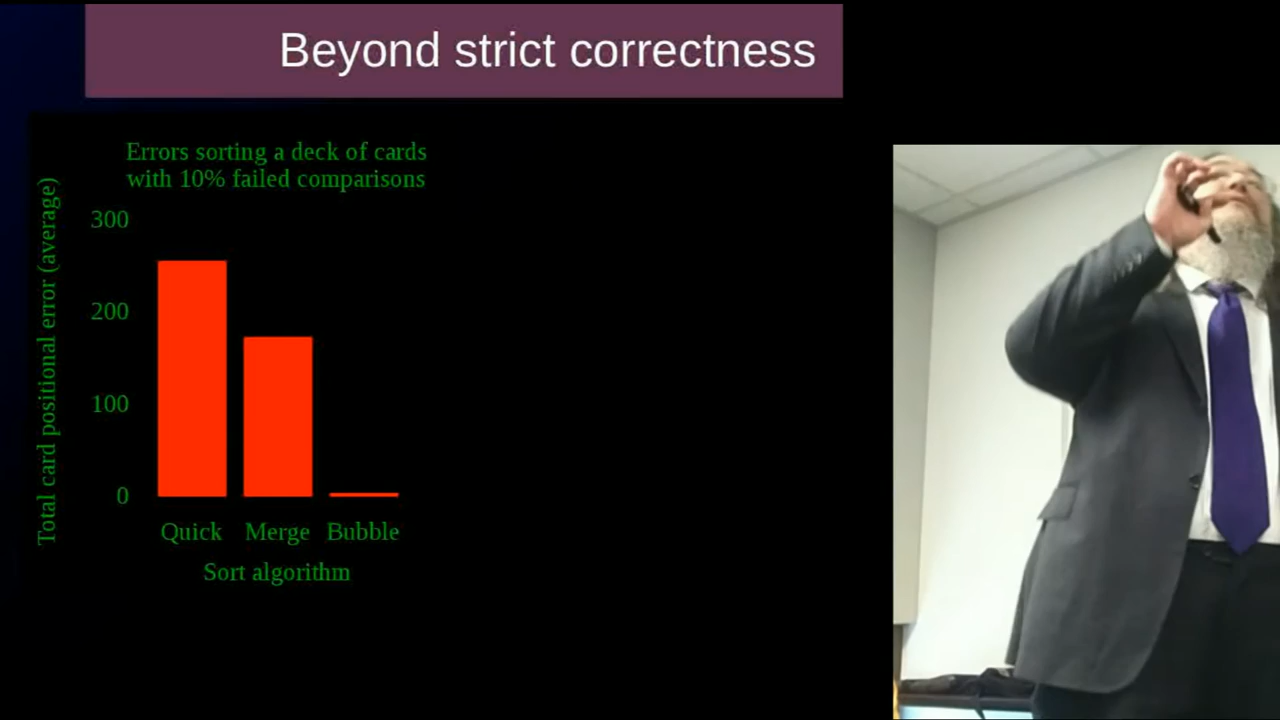 Beyond strict correctness
Errors sorting a deck of cards
with 10% failed comparisons
Total card positional error (average)
300
200
100
0
Quick Merge Bubble
Sort algorithm